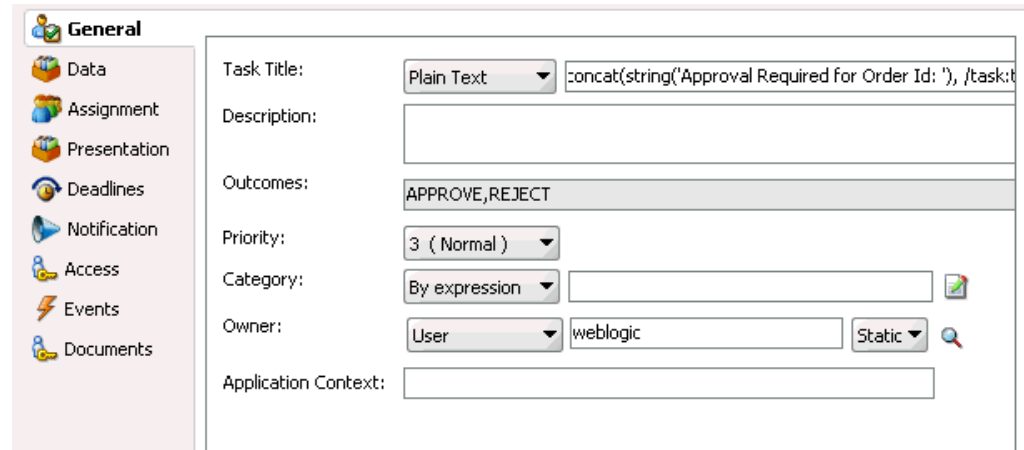 General
Data
Assignment
Presentation
Deadlines
Notification
Access
Events
Documents
Task Title: Plain Text concat(string('Approval Required for Order Id: '), /task:t
Description:
Outcomes: APPROVE,REJECT
Priority: 3 ( Normal )
Category: By expression
Owner: User weblogic Static
Application Context: